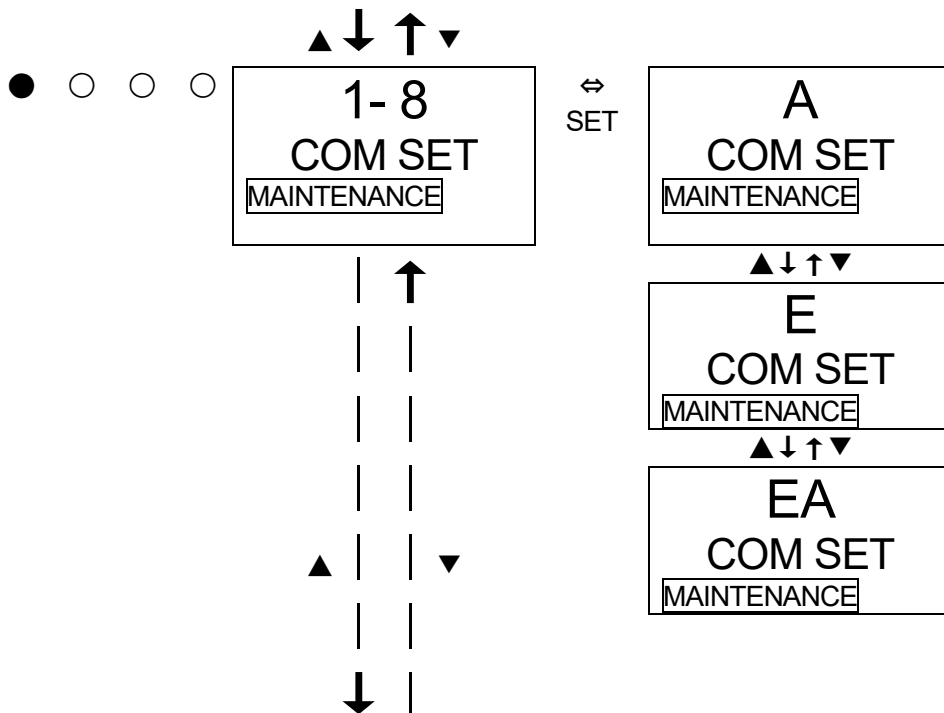 ▲ ↓ ↑ ▼
● ○ ○ ○
1- 8
COM SET
MAINTENANCE
⇔
SET
A
COM SET
MAINTENANCE
▲↓↑▼
E
COM SET
MAINTENANCE
▲↓↑▼
EA
COM SET
MAINTENANCE
▲ ▼